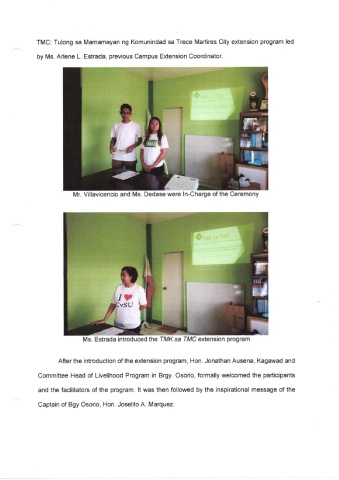 TMC: Tulong sa Mamamayan ng Komunindad sa Trece Martires City extension program led
by Ms. Arlene L. Estrada, previous Campus Extension Coordinator.
Mr. Villavicencio and Ms. Dedase were In-Charge of the Ceremony
I ❤
CvSU
Ms. Estrada introduced the TMK sa TMC extension program
After the introduction of the extension program, Hon. Jonathan Ausena, Kagawad and
Committee Head of Livelihood Program in Brgy. Osorio, formally welcomed the participants
and the facilitators of the program. It was then followed by the inspirational message of the
Captain of Bgy Osorio, Hon. Joselito A. Marquez.